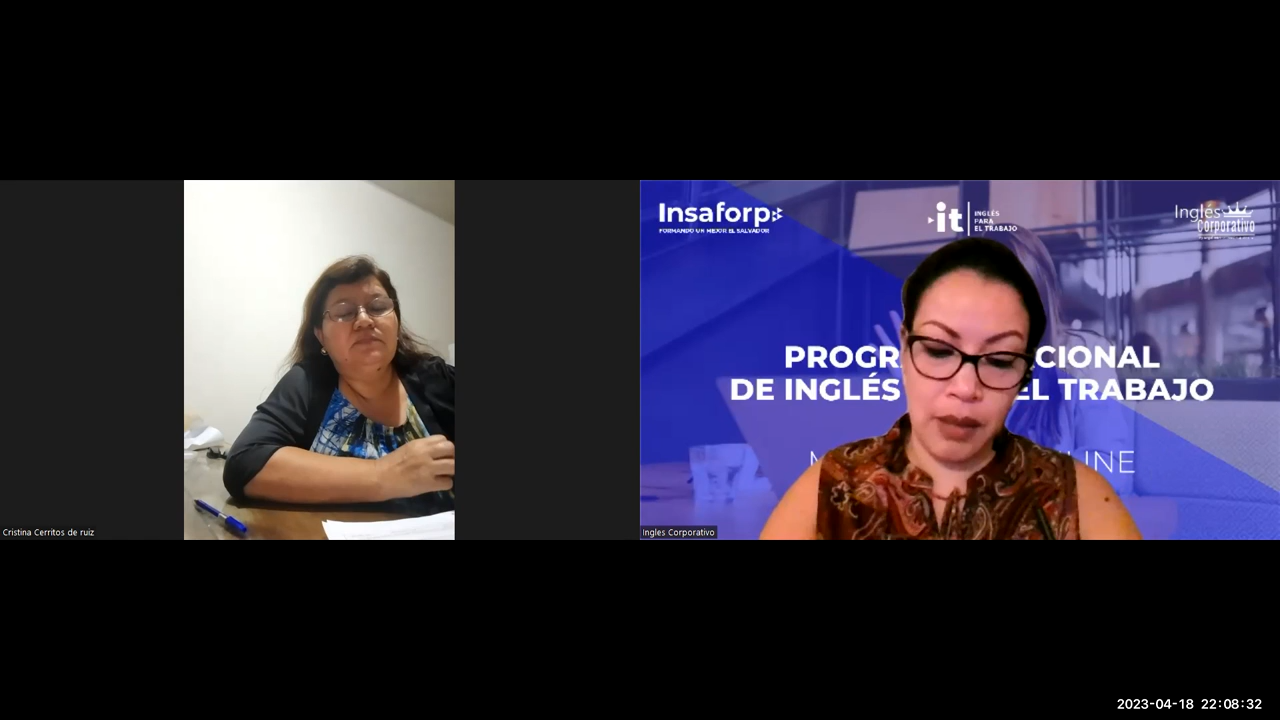 Insaforp
FORMANDO UN MEJOR EL SALVADOR
it
INGLÉS
PARA
EL TRABAJO
Inglés
Corporativo
PROGR CIONAL
DE INGLÉS EL TRABAJO
M LINE
Cristina Cerritos de ruiz
Ingles Corporativo
2023-04-18 22:08:32